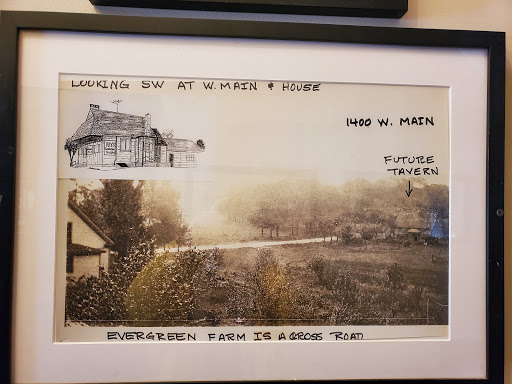 LOOKING SW AT W. MAIN & HOUSE
1400 W. MAIN
FUTURE
TAVERN
EVERGREEN FARM IS ACROSS ROAD